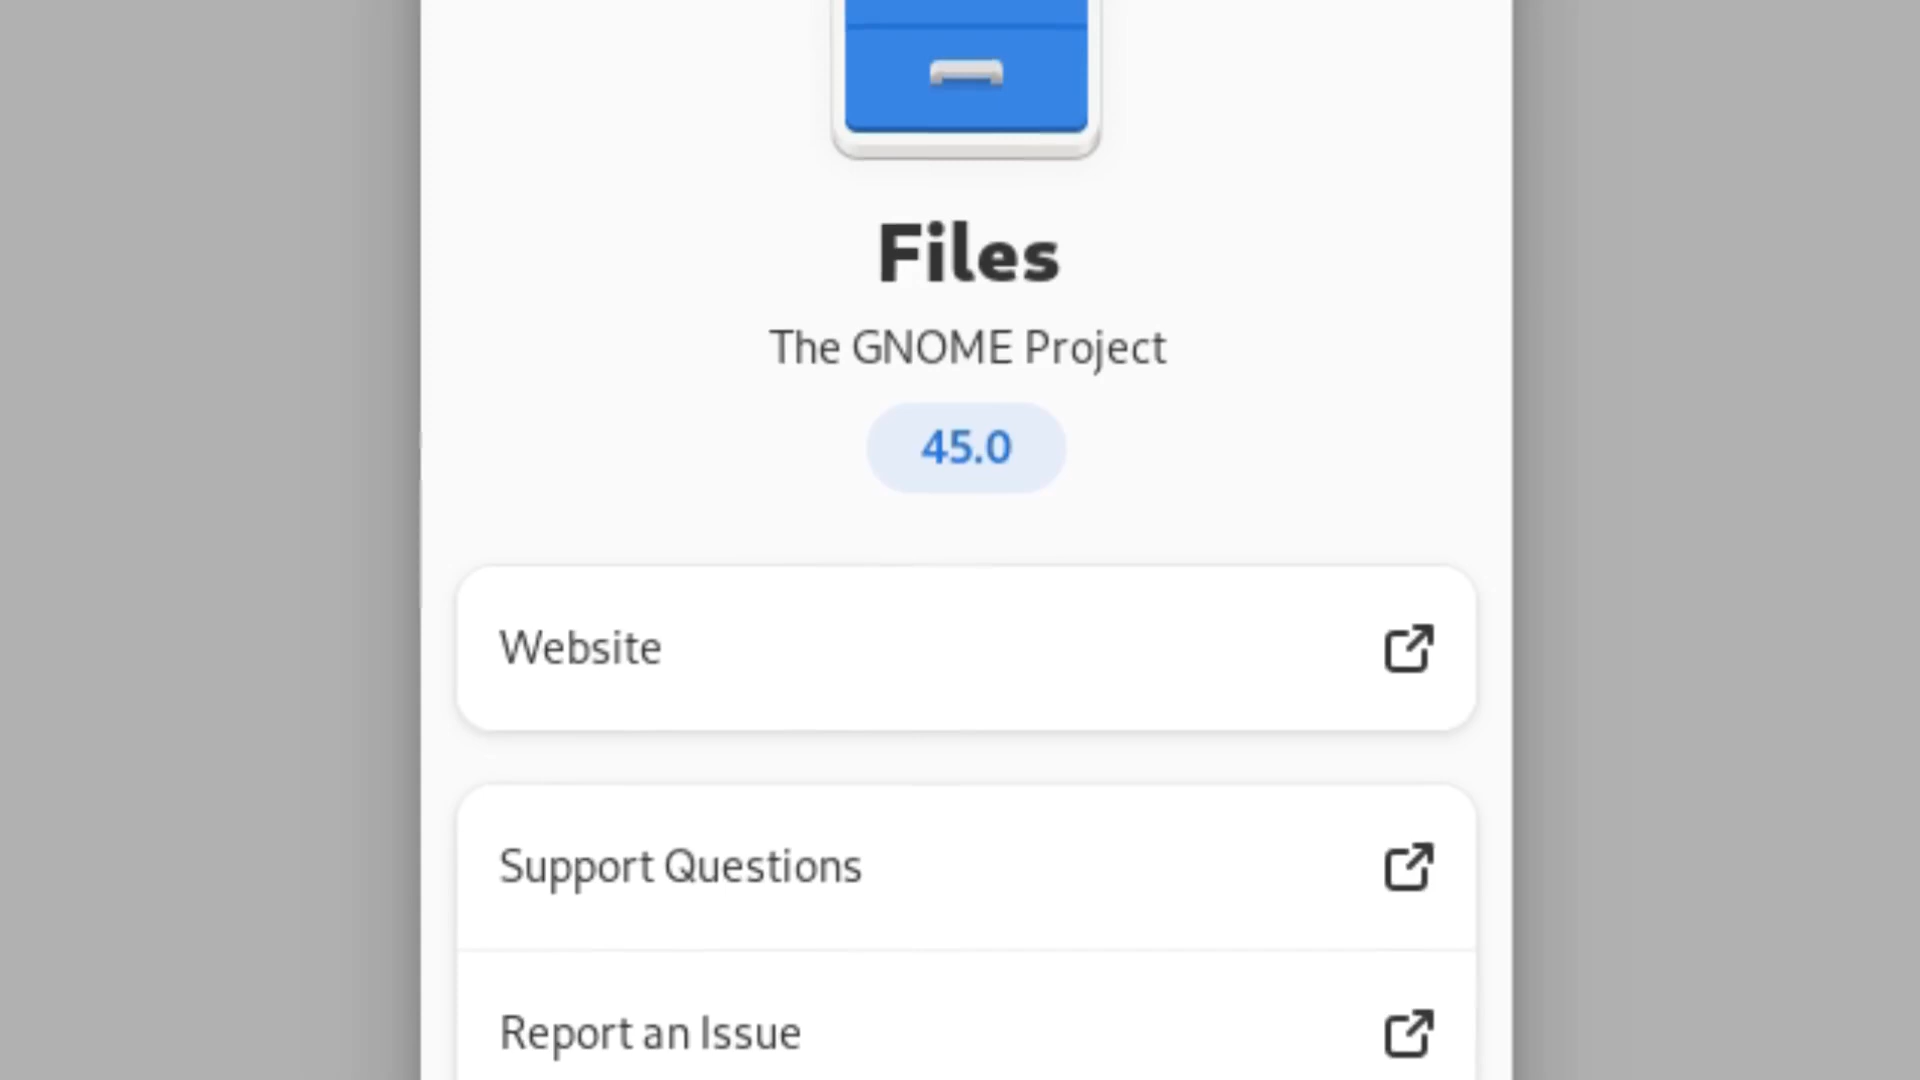 Files
The GNOME Project
45.0
Website
Support Questions
Report an Issue